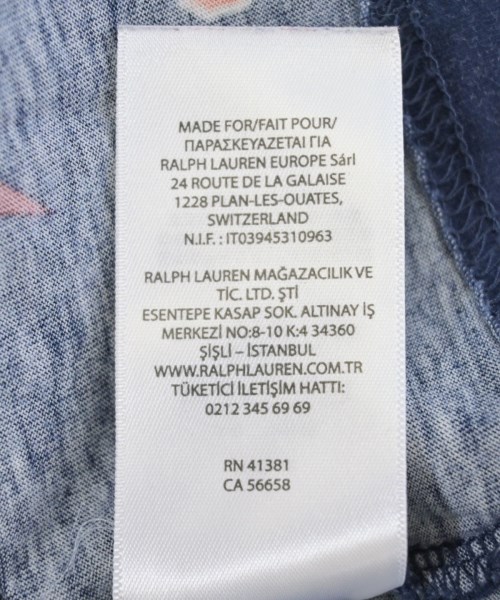 MADE FOR/FAIT POUR/
ΠΑΡΑΣΚΕΥΑΖΕΤΑΙ ΓΙΑ
RALPH LAUREN EUROPE Sárl
24 ROUTE DE LA GALAISE
1228 PLAN-LES-OUATES,
SWITZERLAND
N.I.F. : IT03945310963
RALPH LAUREN MAĞAZACILIK VE
TİC. LTD. ŞTİ
ESENTEPE KASAP SOK. ALTINAY İŞ
MERKEZİ NO:8-10 K:4 34360
ŞİŞLİ – İSTANBUL
WWW.RALPHLAUREN.COM.TR
TÜKETİCİ İLETİŞİM HATTI:
0212 345 69 69
RN 41381
CA 56658